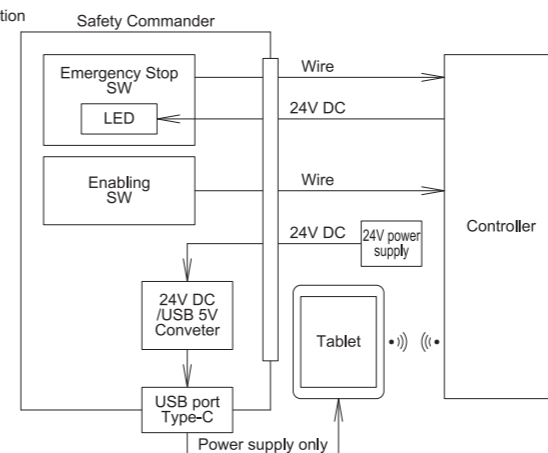 tion
Safety Commander
Emergency Stop
SW
LED
Wire
24V DC
Enabling
SW
Wire
24V DC
24V power
supply
Controller
24V DC
/USB 5V
Conveter
Tablet
USB port
Type-C
Power supply only